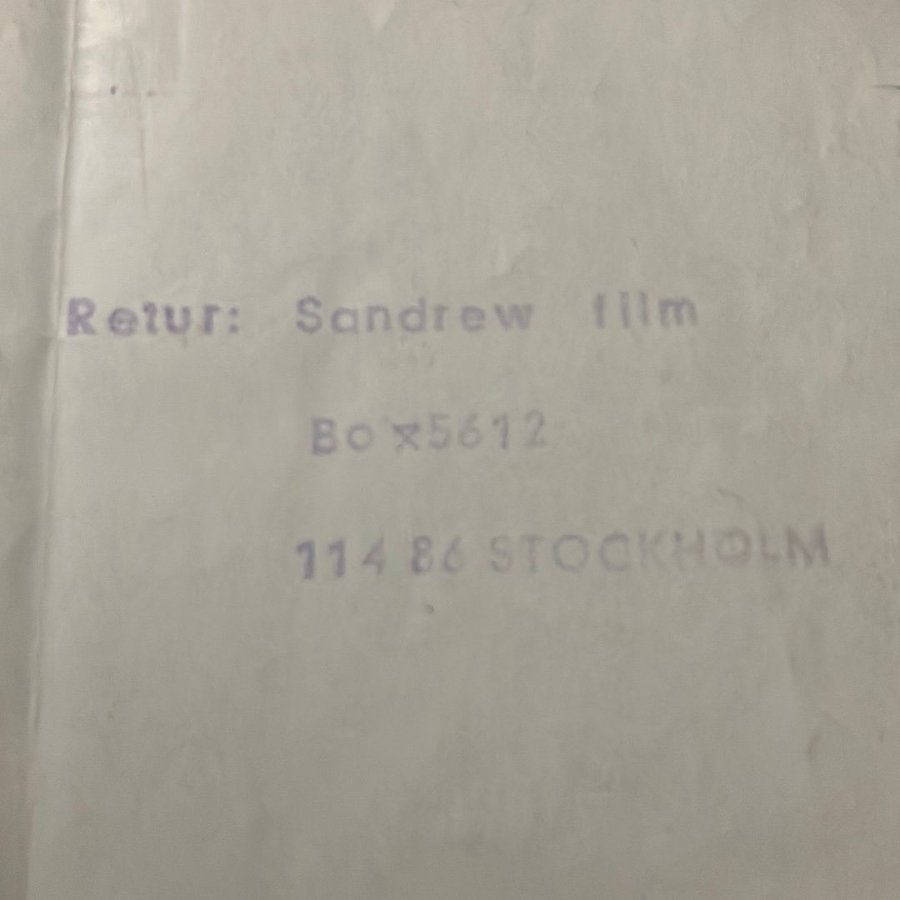 Retur: Sandrew film
Box 5612
114 86 STOCKHOLM